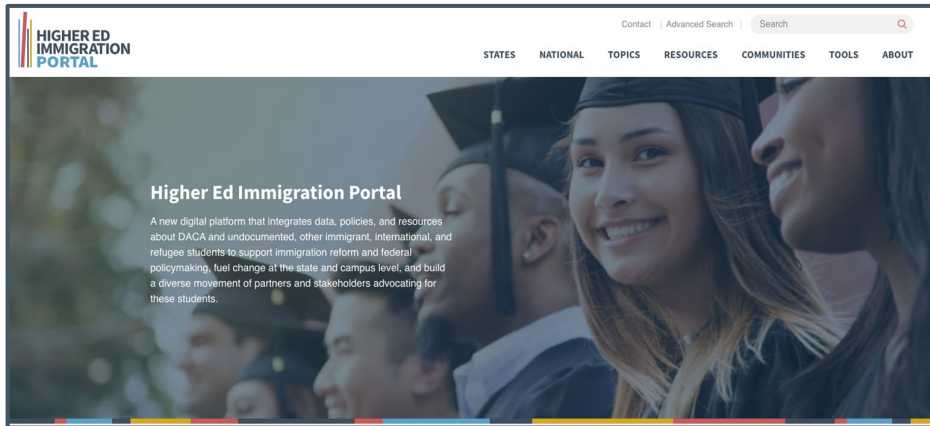 HIGHER ED
IMMIGRATION
PORTAL
Contact | Advanced Search | Search
STATES NATIONAL TOPICS RESOURCES COMMUNITIES TOOLS ABOUT
Higher Ed Immigration Portal
A new digital platform that integrates data, policies, and resources
about DACA and undocumented, other immigrant, international, and
refugee students to support immigration reform and federal
policymaking, fuel change at the state and campus level, and build
a diverse movement of partners and stakeholders advocating for
these students.